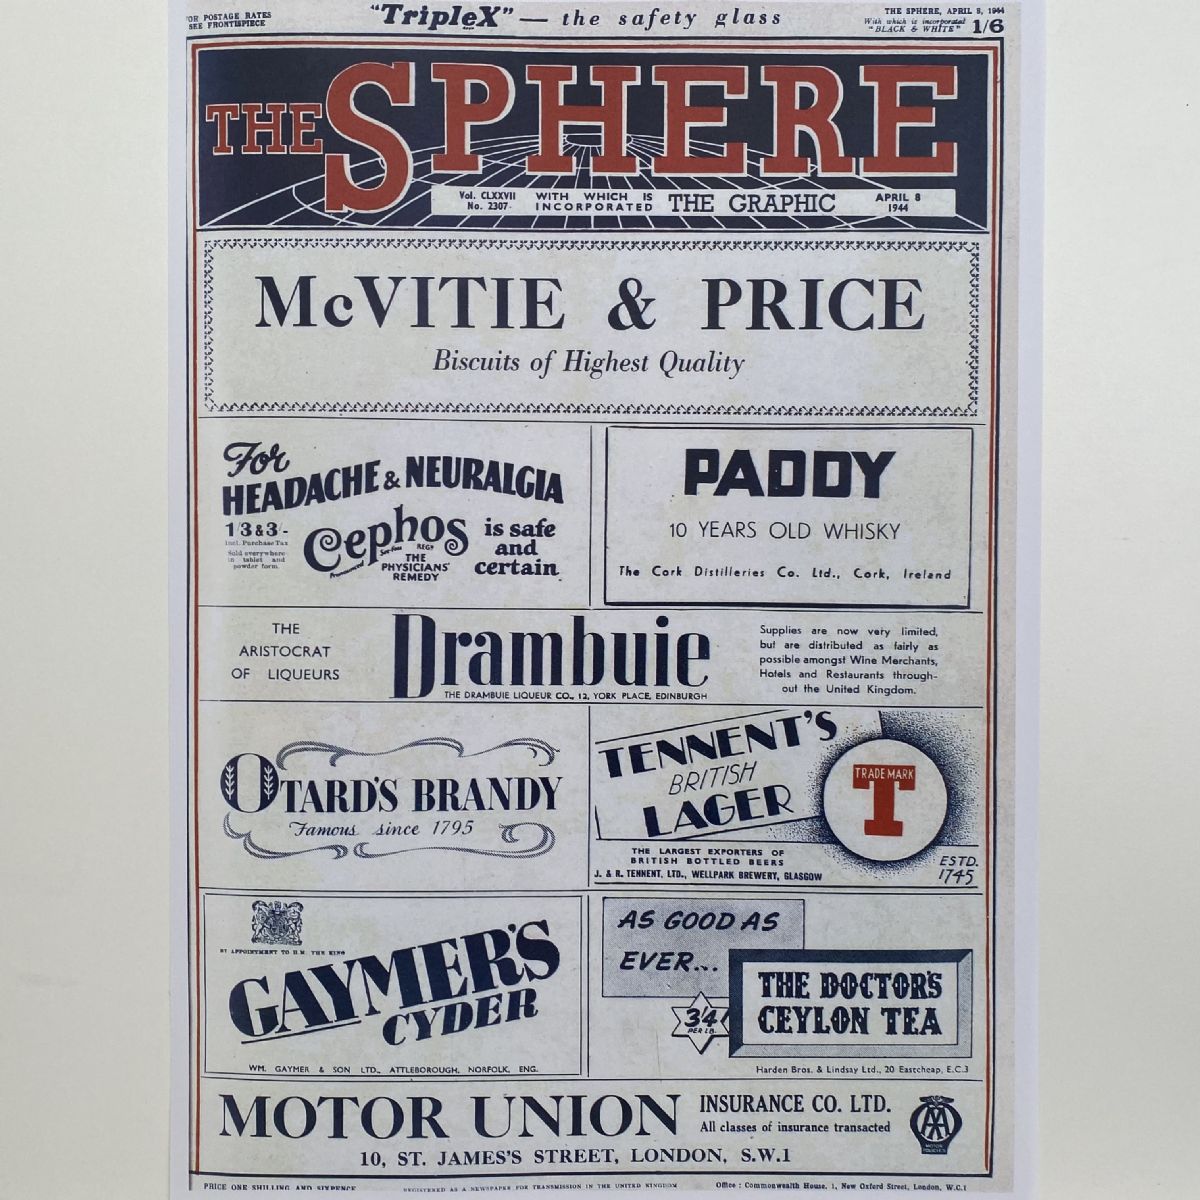 OR POSTAGE RATES
SEE FRONTISPIECE
"TripleX" — the safety glass
THE SPHERE, APRIL 8, 1944
With which is incorporated
"BLACK & WHITE"
1/6
THE SPHERE
Vol. CLXXVII
No. 2307.
WITH WHICH IS
INCORPORATED
THE GRAPHIC
APRIL 8
1944
McVITIE & PRICE
Biscuits of Highest Quality
For
HEADACHE & NEURALGIA
1/3 & 3/-
Incl. Purchase Tax
Sold everywhere
in tablet and
powder form.
Cephos
Pronounced
See-foss
REGD
THE
PHYSICIANS'
REMEDY
is safe
and
certain
PADDY
10 YEARS OLD WHISKY
The Cork Distilleries Co. Ltd., Cork, Ireland
THE
ARISTOCRAT
OF LIQUEURS
Drambuie
THE DRAMBUIE LIQUEUR CO., 12, YORK PLACE, EDINBURGH
Supplies are now very limited,
but are distributed as fairly as
possible amongst Wine Merchants,
Hotels and Restaurants through-
out the United Kingdom.
OTARD'S BRANDY
Famous since 1795
TENNENT'S
BRITISH
LAGER
TRADE MARK
T
THE LARGEST EXPORTERS OF
BRITISH BOTTLED BEERS
J. & R. TENNENT, LTD., WELLPARK BREWERY, GLASGOW
ESTD.
1745
BY APPOINTMENT TO H.M. THE KING
GAYMER'S
CYDER
WM. GAYMER & SON LTD., ATTLEBOROUGH, NORFOLK, ENG.
AS GOOD AS
EVER...
3/4
PER LB.
THE DOCTOR'S
CEYLON TEA
Harden Bros. & Lindsay Ltd., 20 Eastcheap, E.C.3
MOTOR UNION
INSURANCE CO. LTD.
All classes of insurance transacted
AA
MOTOR
POLICIES
10, ST. JAMES'S STREET, LONDON, S.W.1
PRICE ONE SHILLING AND SIXPENCE
REGISTERED AS A NEWSPAPER FOR TRANSMISSION IN THE UNITED KINGDOM
Office : Commonwealth House, 1, New Oxford Street, London, W.C.1